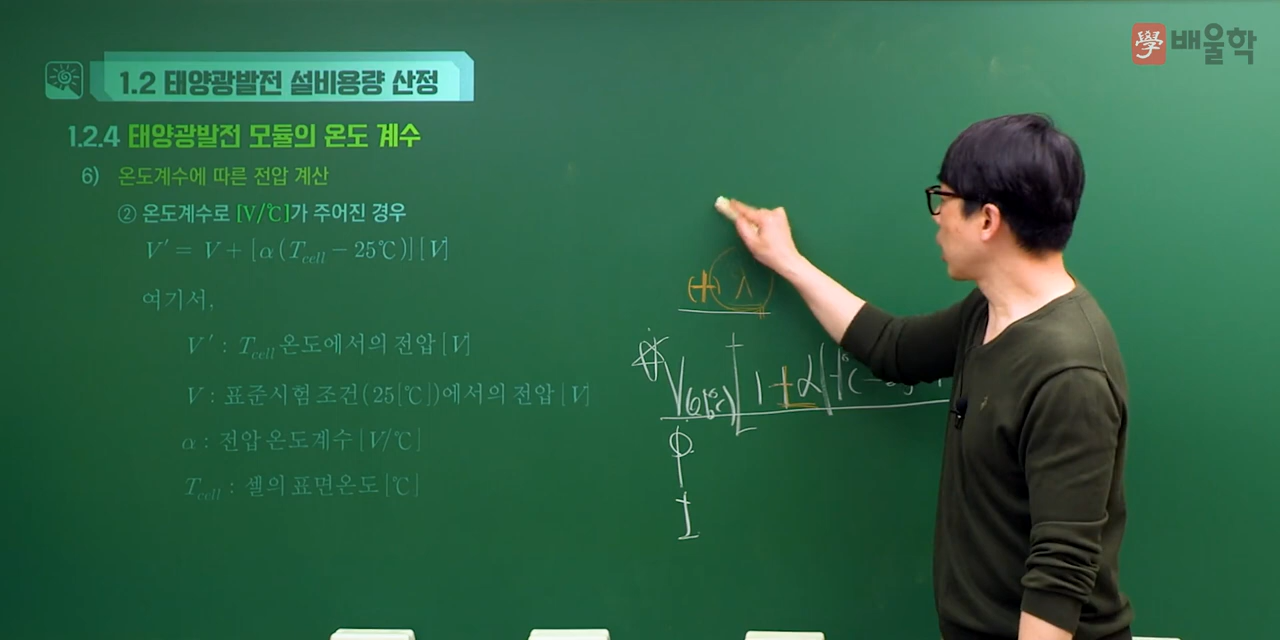 學 배울학
1.2 태양광발전 설비용량 산정
1.2.4 태양광발전 모듈의 온도 계수
6) 온도계수에 따른 전압 계산
② 온도계수로 [V/℃]가 주어진 경우
V′ = V + [α(T_cell − 25℃)][V]
여기서,
V′ : T_cell 온도에서의 전압[V]
V : 표준시험조건(25[℃])에서의 전압[V]
α : 전압온도계수[V/℃]
T_cell : 셀의 표면온도[℃]
(+)
1 + α